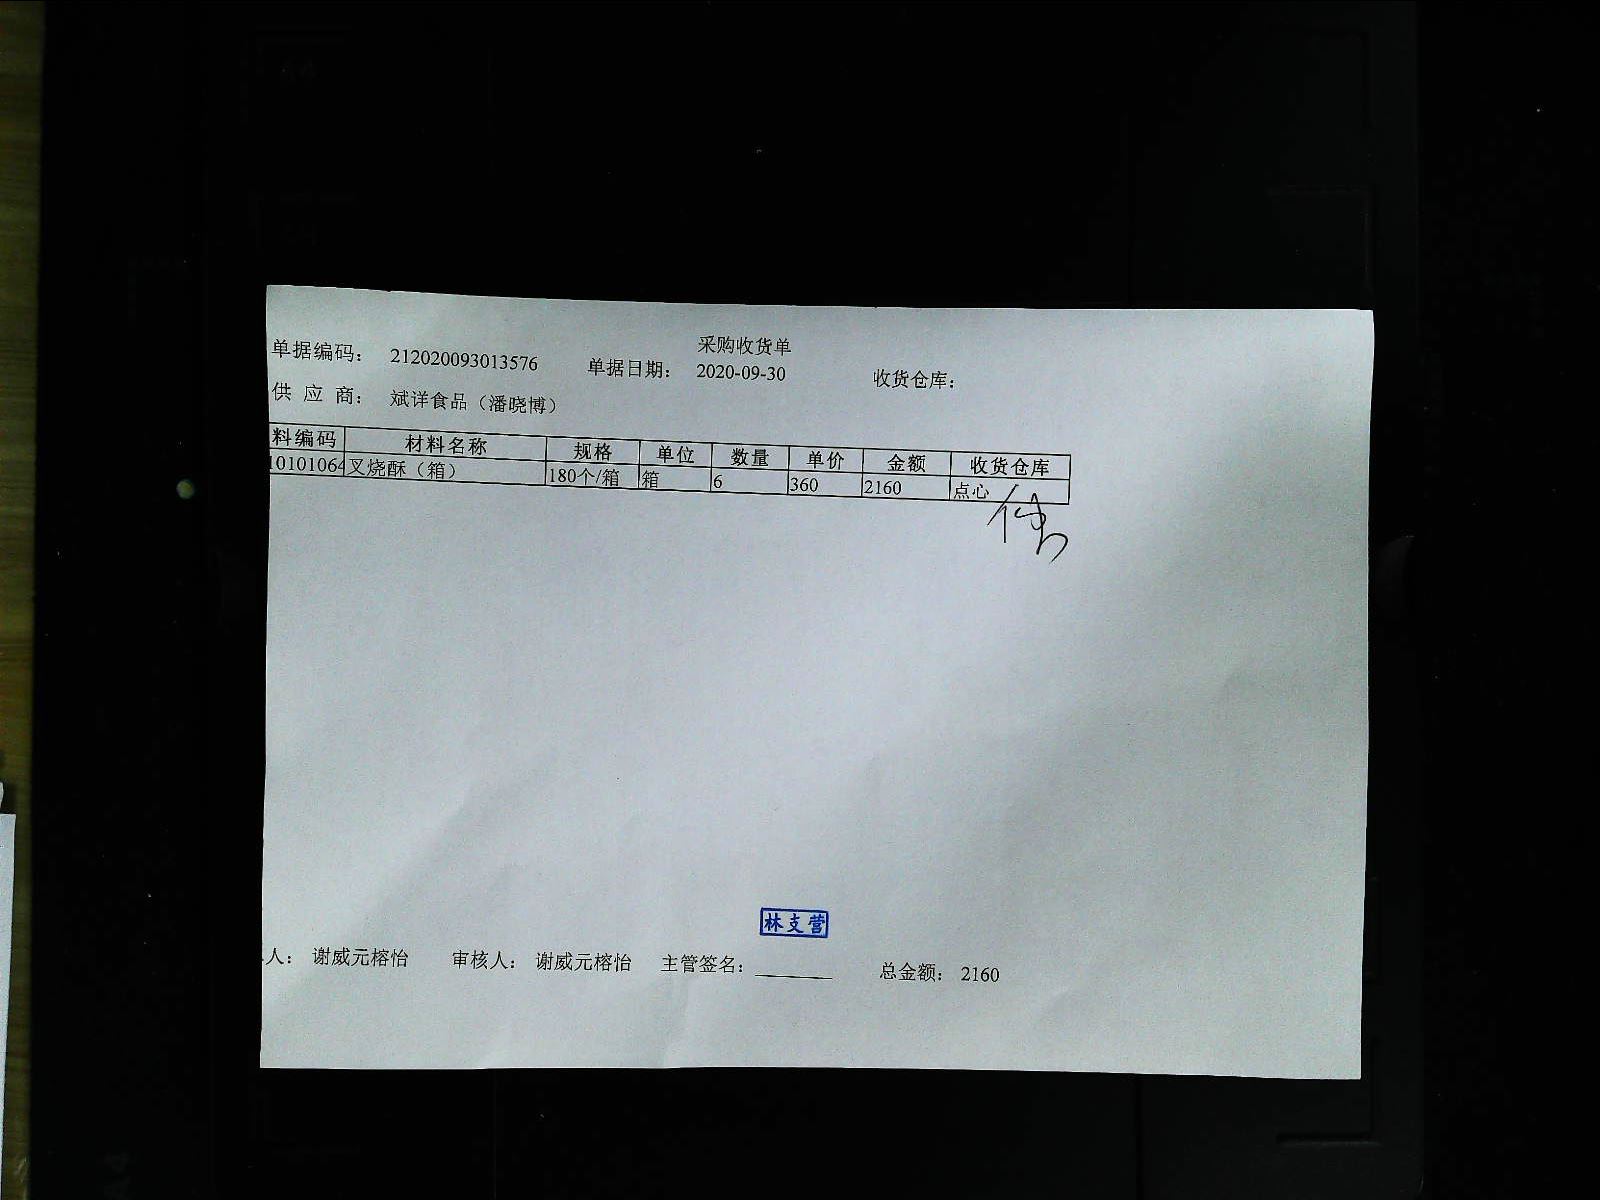 采购收货单
单据编码： 212020093013576 单据日期： 2020-09-30 收货仓库：
供 应 商： 斌洋食品（潘晓博）
料编码 材料名称 规格 单位 数量 单价 金额 收货仓库
10101064 叉烧酥（箱） 180个/箱 箱 6 360 2160 点心
林支营
人： 谢威元榕怡 审核人： 谢威元榕怡 主管签名： 总金额： 2160